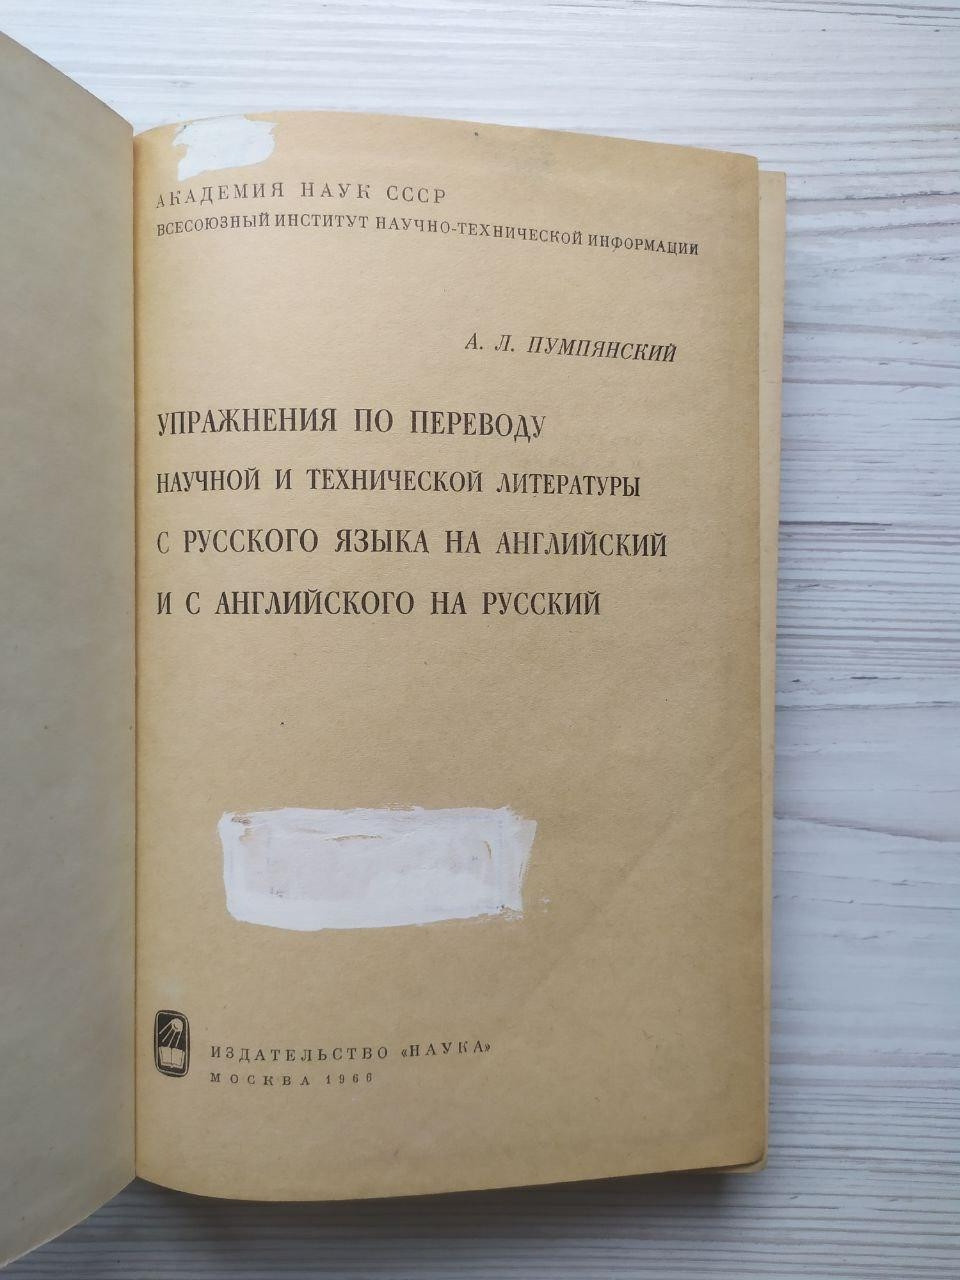 АКАДЕМИЯ НАУК СССР
ВСЕСОЮЗНЫЙ ИНСТИТУТ НАУЧНО-ТЕХНИЧЕСКОЙ ИНФОРМАЦИИ
А. Л. ПУМПЯНСКИЙ
УПРАЖНЕНИЯ ПО ПЕРЕВОДУ
НАУЧНОЙ И ТЕХНИЧЕСКОЙ ЛИТЕРАТУРЫ
С РУССКОГО ЯЗЫКА НА АНГЛИЙСКИЙ
И С АНГЛИЙСКОГО НА РУССКИЙ
ИЗДАТЕЛЬСТВО «НАУКА»
МОСКВА 1966